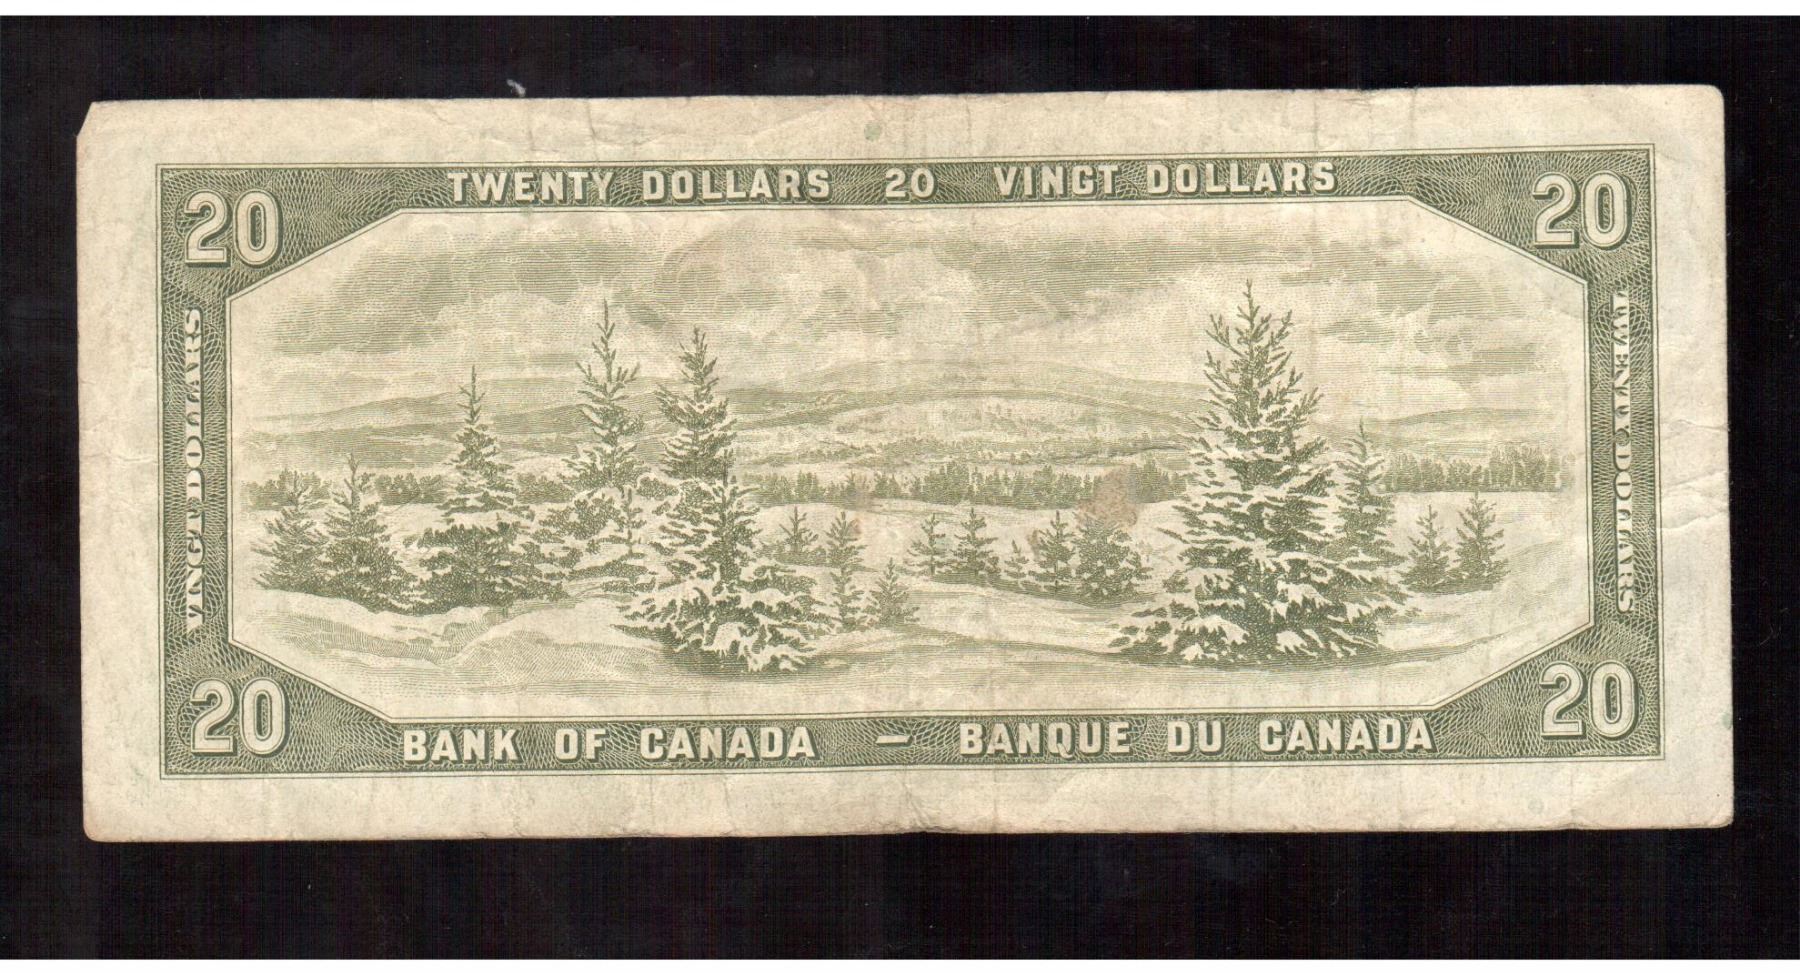 TWENTY DOLLARS 20 VINGT DOLLARS
20
20
VINGT DOLLARS
TWENTY DOLLARS
20
20
BANK OF CANADA – BANQUE DU CANADA